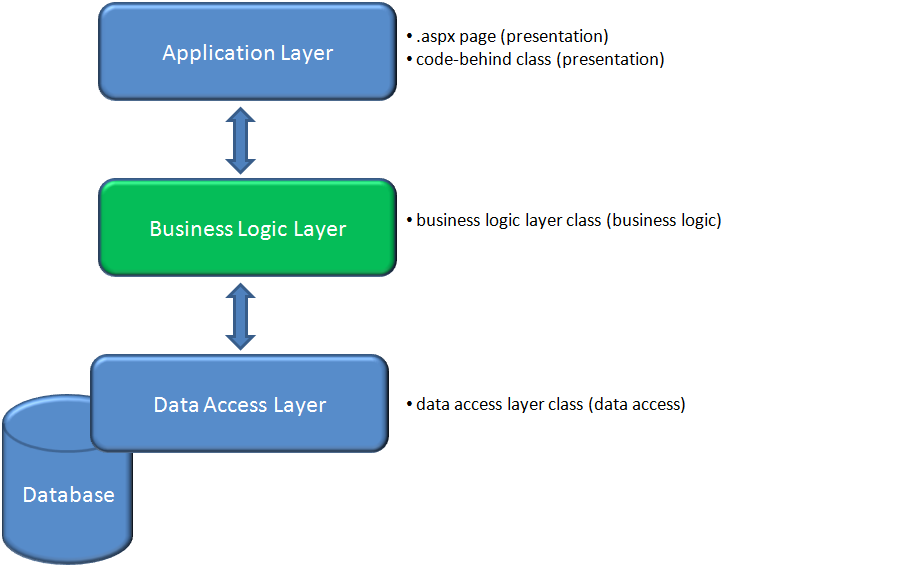 Application Layer
• .aspx page (presentation)
• code-behind class (presentation)
Business Logic Layer
• business logic layer class (business logic)
Data Access Layer
• data access layer class (data access)
Database